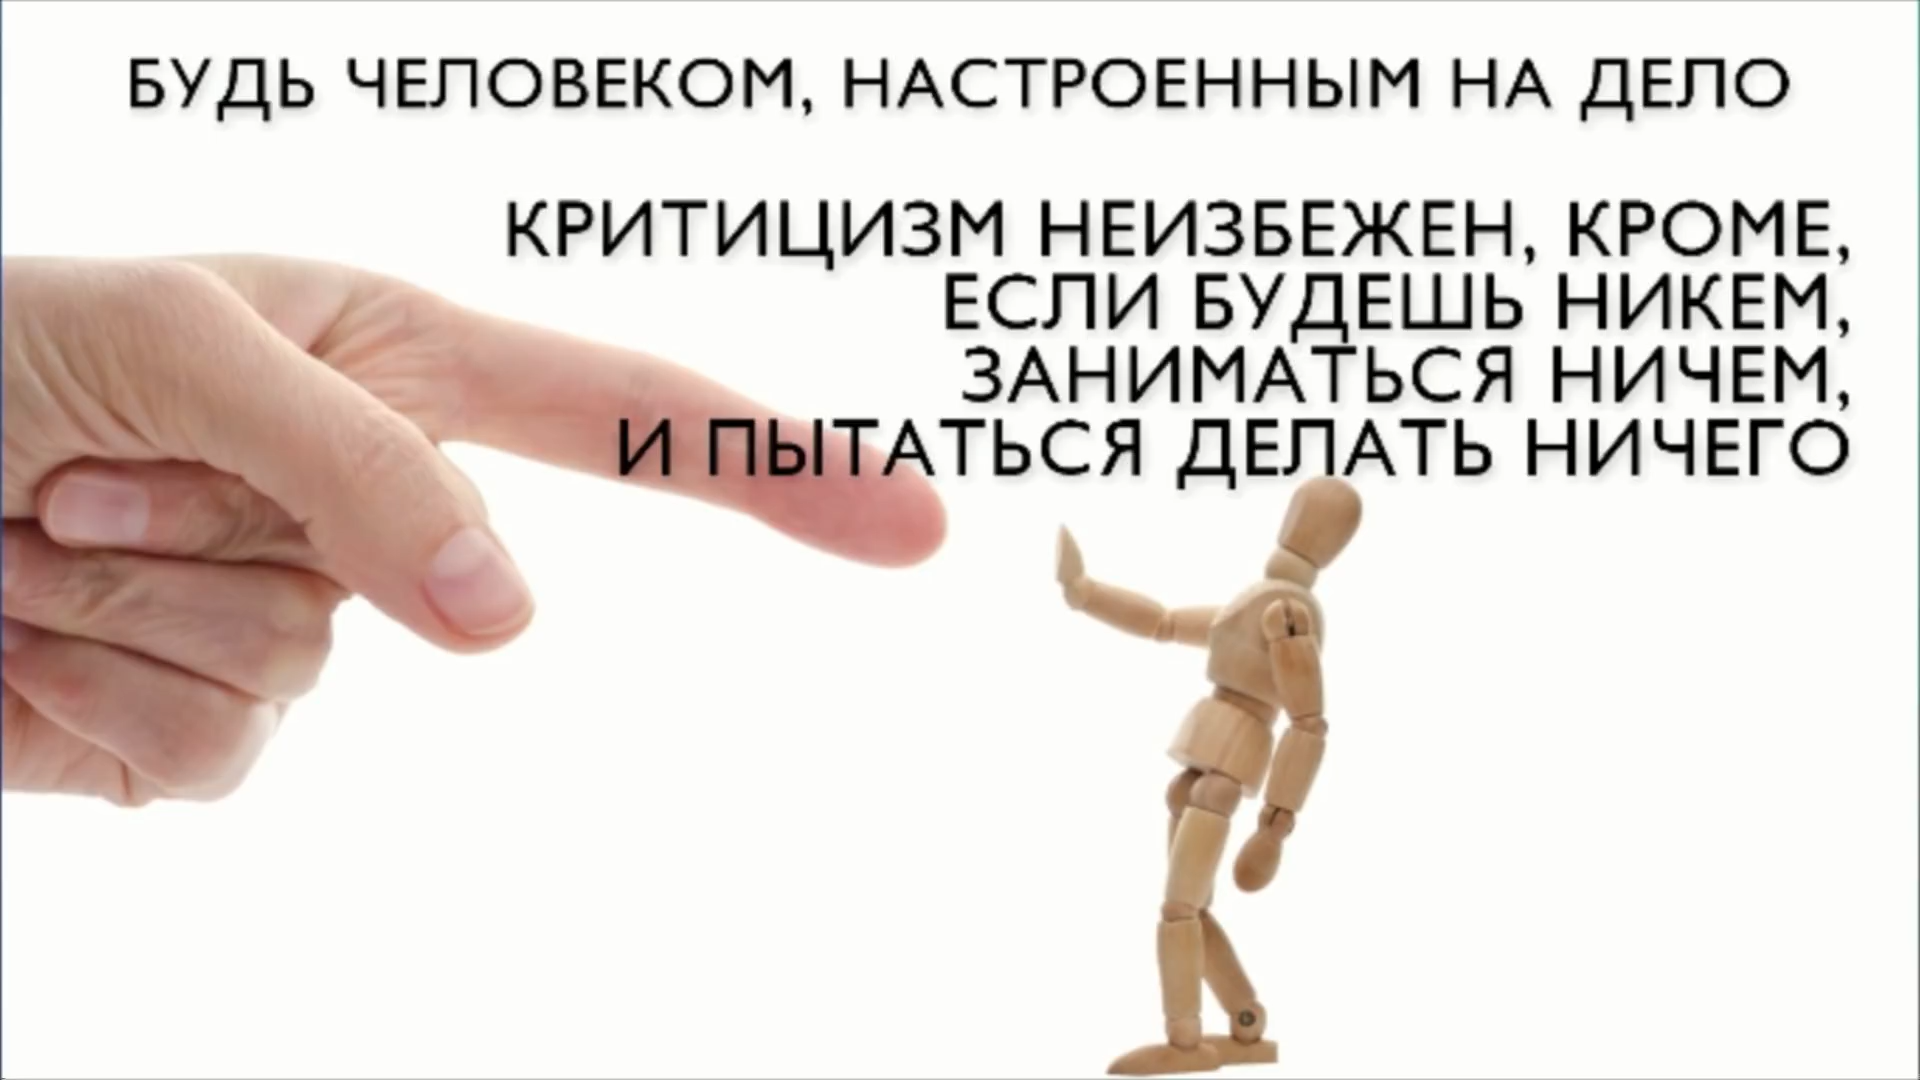 БУДЬ ЧЕЛОВЕКОМ, НАСТРОЕННЫМ НА ДЕЛО
КРИТИЦИЗМ НЕИЗБЕЖЕН, КРОМЕ,
ЕСЛИ БУДЕШЬ НИКЕМ,
ЗАНИМАТЬСЯ НИЧЕМ,
И ПЫТАТЬСЯ ДЕЛАТЬ НИЧЕГО